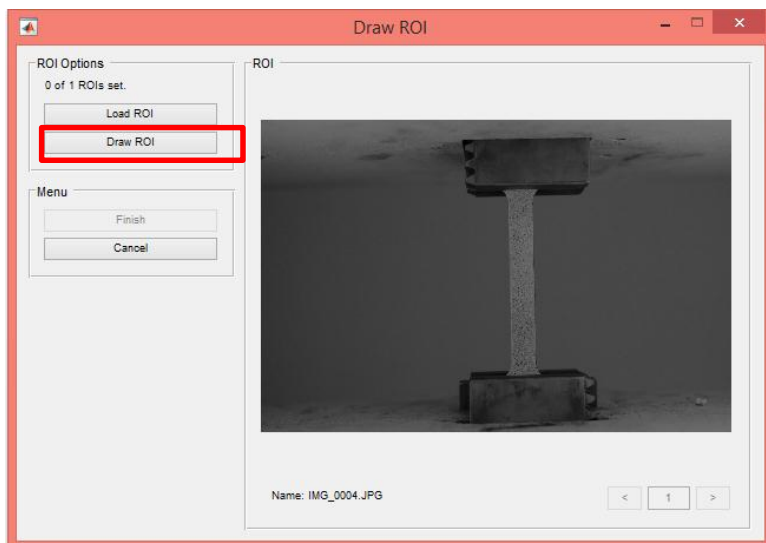 Draw ROI
ROI Options
0 of 1 ROIs set.
Load ROI
Draw ROI
Menu
Finish
Cancel
ROI
Name: IMG_0004.JPG
< 1 >